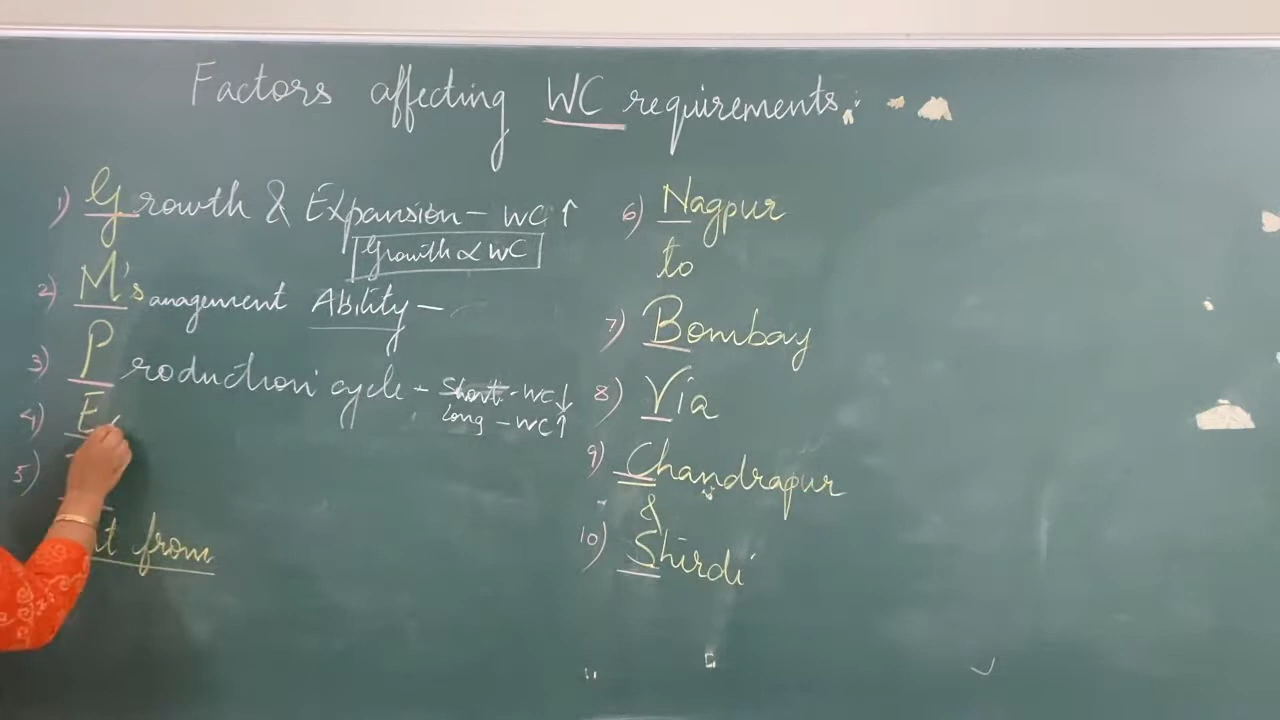 Factors affecting WC requirements:
1) Growth & Expansion - WC ↑
Growth ∝ WC
2) M's anagement Ability -
3) Production cycle - Short - WC ↓
Long - WC ↑
4) E
5)
t from
6) Nagpur
to
7) Bombay
8) Via
9) Chandrapur
&
10) Shirdi